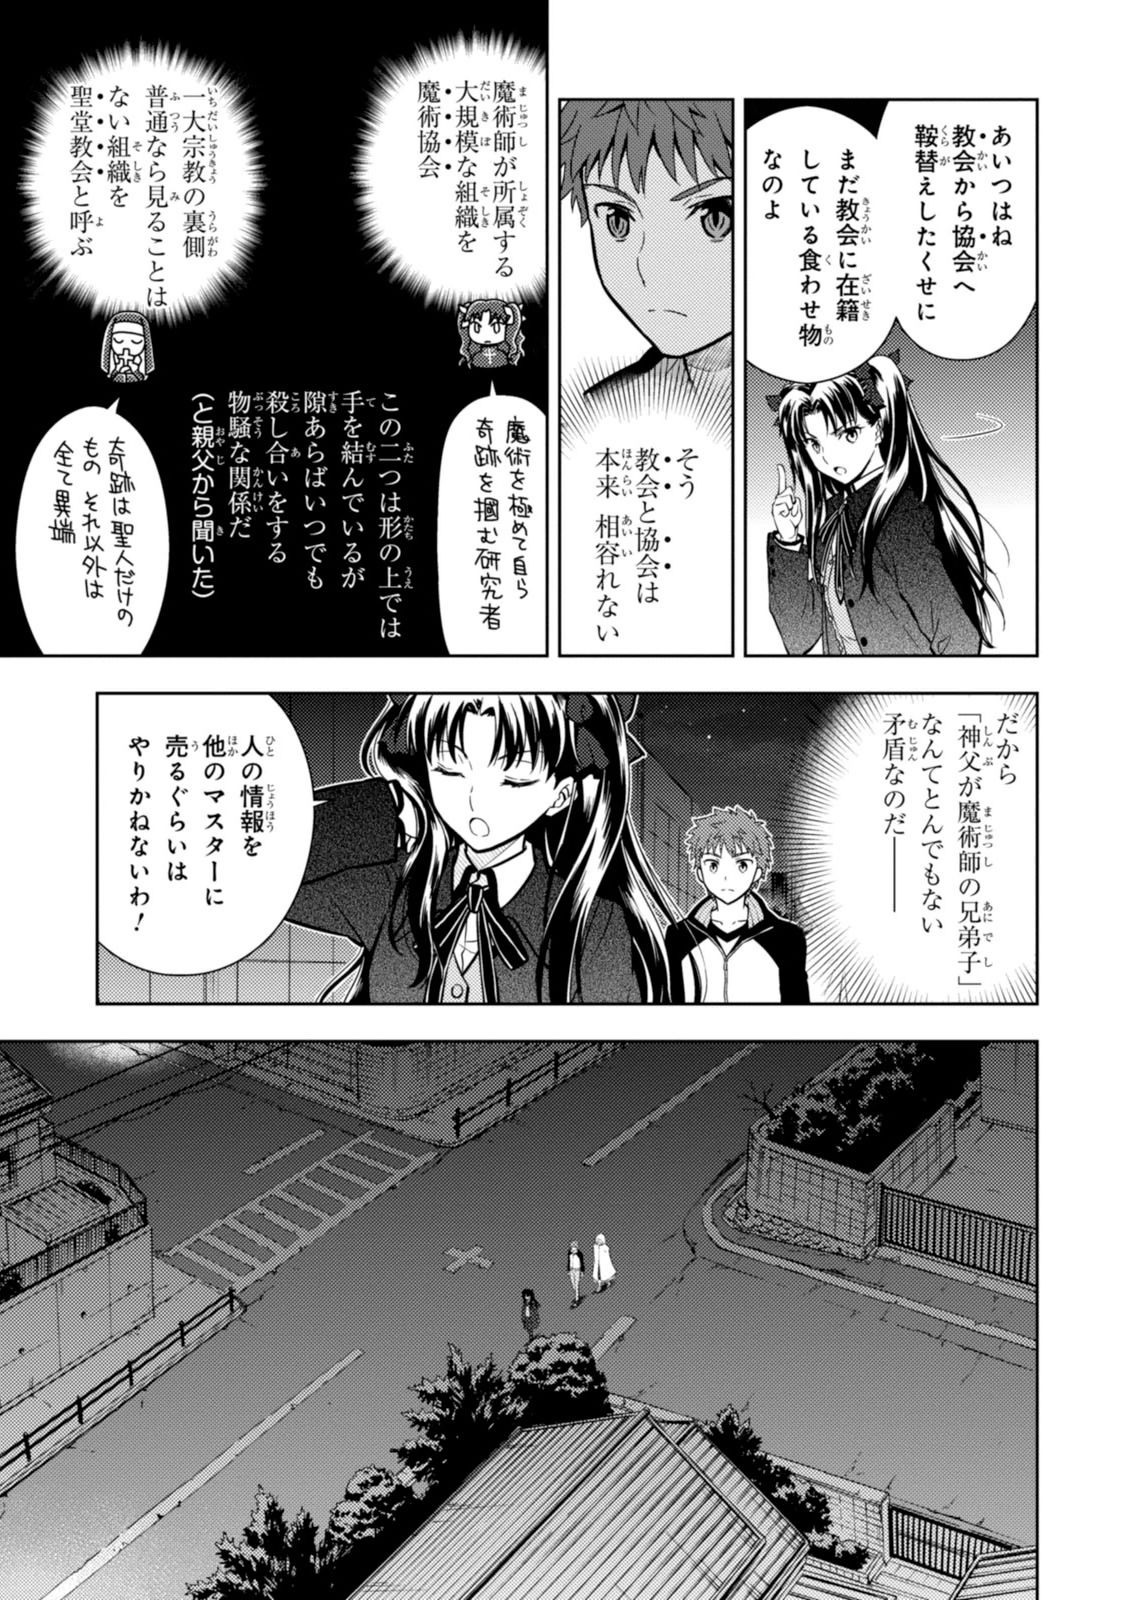 あいつはね
教会から協会へ
鞍替えしたくせに
まだ教会に在籍
している食わせ物
なのよ
そう
教会と協会は
本来 相容れない
魔術師が所属する
大規模な組織を
魔術協会
一大宗教の裏側
普通なら見ることは
ない組織を
聖堂教会と呼ぶ
魔術を極めて自ら
奇跡を掴む研究者
この二つは形の上では
手を結んでいるが
隙あらばいつでも
殺し合いをする
物騒な関係だ
(と親父から聞いた)
奇跡は聖人だけの
もの それ以外は
全て異端
だから
「神父が魔術師の兄弟子」
なんてとんでもない
矛盾なのだ――
人の情報を
他のマスターに
売るぐらいは
やりかねないわ!